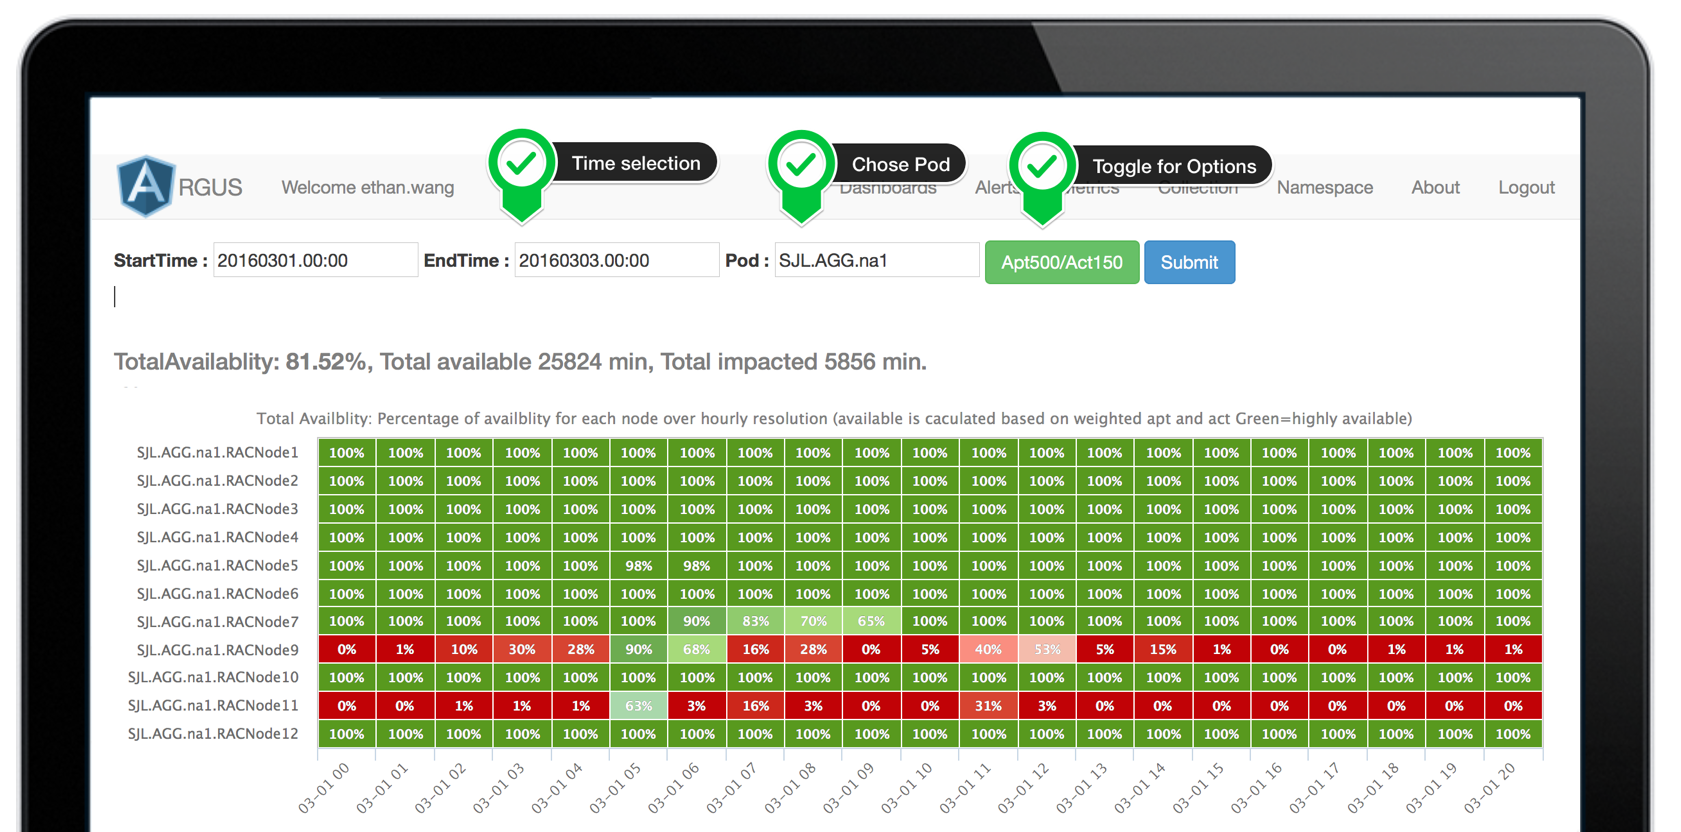 Time selection
Chose Pod
Toggle for Options
A RGUS Welcome ethan.wang Dashboards Alerts Metrics Collection Namespace About Logout
StartTime : 20160301.00:00 EndTime : 20160303.00:00 Pod : SJL.AGG.na1 Apt500/Act150 Submit
TotalAvailablity: 81.52%, Total available 25824 min, Total impacted 5856 min.
Total Availblity: Percentage of availblity for each node over hourly resolution (available is caculated based on weighted apt and act Green=highly available)
SJL.AGG.na1.RACNode1 100% 100% 100% 100% 100% 100% 100% 100% 100% 100% 100% 100% 100% 100% 100% 100% 100% 100% 100% 100% 100%
SJL.AGG.na1.RACNode2 100% 100% 100% 100% 100% 100% 100% 100% 100% 100% 100% 100% 100% 100% 100% 100% 100% 100% 100% 100% 100%
SJL.AGG.na1.RACNode3 100% 100% 100% 100% 100% 100% 100% 100% 100% 100% 100% 100% 100% 100% 100% 100% 100% 100% 100% 100% 100%
SJL.AGG.na1.RACNode4 100% 100% 100% 100% 100% 100% 100% 100% 100% 100% 100% 100% 100% 100% 100% 100% 100% 100% 100% 100% 100%
SJL.AGG.na1.RACNode5 100% 100% 100% 100% 100% 98% 98% 100% 100% 100% 100% 100% 100% 100% 100% 100% 100% 100% 100% 100% 100%
SJL.AGG.na1.RACNode6 100% 100% 100% 100% 100% 100% 100% 100% 100% 100% 100% 100% 100% 100% 100% 100% 100% 100% 100% 100% 100%
SJL.AGG.na1.RACNode7 100% 100% 100% 100% 100% 100% 90% 83% 70% 65% 100% 100% 100% 100% 100% 100% 100% 100% 100% 100% 100%
SJL.AGG.na1.RACNode9 0% 1% 10% 30% 28% 90% 68% 16% 28% 0% 5% 40% 53% 5% 15% 1% 0% 0% 1% 1% 1%
SJL.AGG.na1.RACNode10 100% 100% 100% 100% 100% 100% 100% 100% 100% 100% 100% 100% 100% 100% 100% 100% 100% 100% 100% 100% 100%
SJL.AGG.na1.RACNode11 0% 0% 1% 1% 1% 63% 3% 16% 3% 0% 0% 31% 3% 0% 0% 0% 0% 0% 0% 0% 0%
SJL.AGG.na1.RACNode12 100% 100% 100% 100% 100% 100% 100% 100% 100% 100% 100% 100% 100% 100% 100% 100% 100% 100% 100% 100% 100%
03-01 00 03-01 01 03-01 02 03-01 03 03-01 04 03-01 05 03-01 06 03-01 07 03-01 08 03-01 09 03-01 10 03-01 11 03-01 12 03-01 13 03-01 14 03-01 15 03-01 16 03-01 17 03-01 18 03-01 19 03-01 20